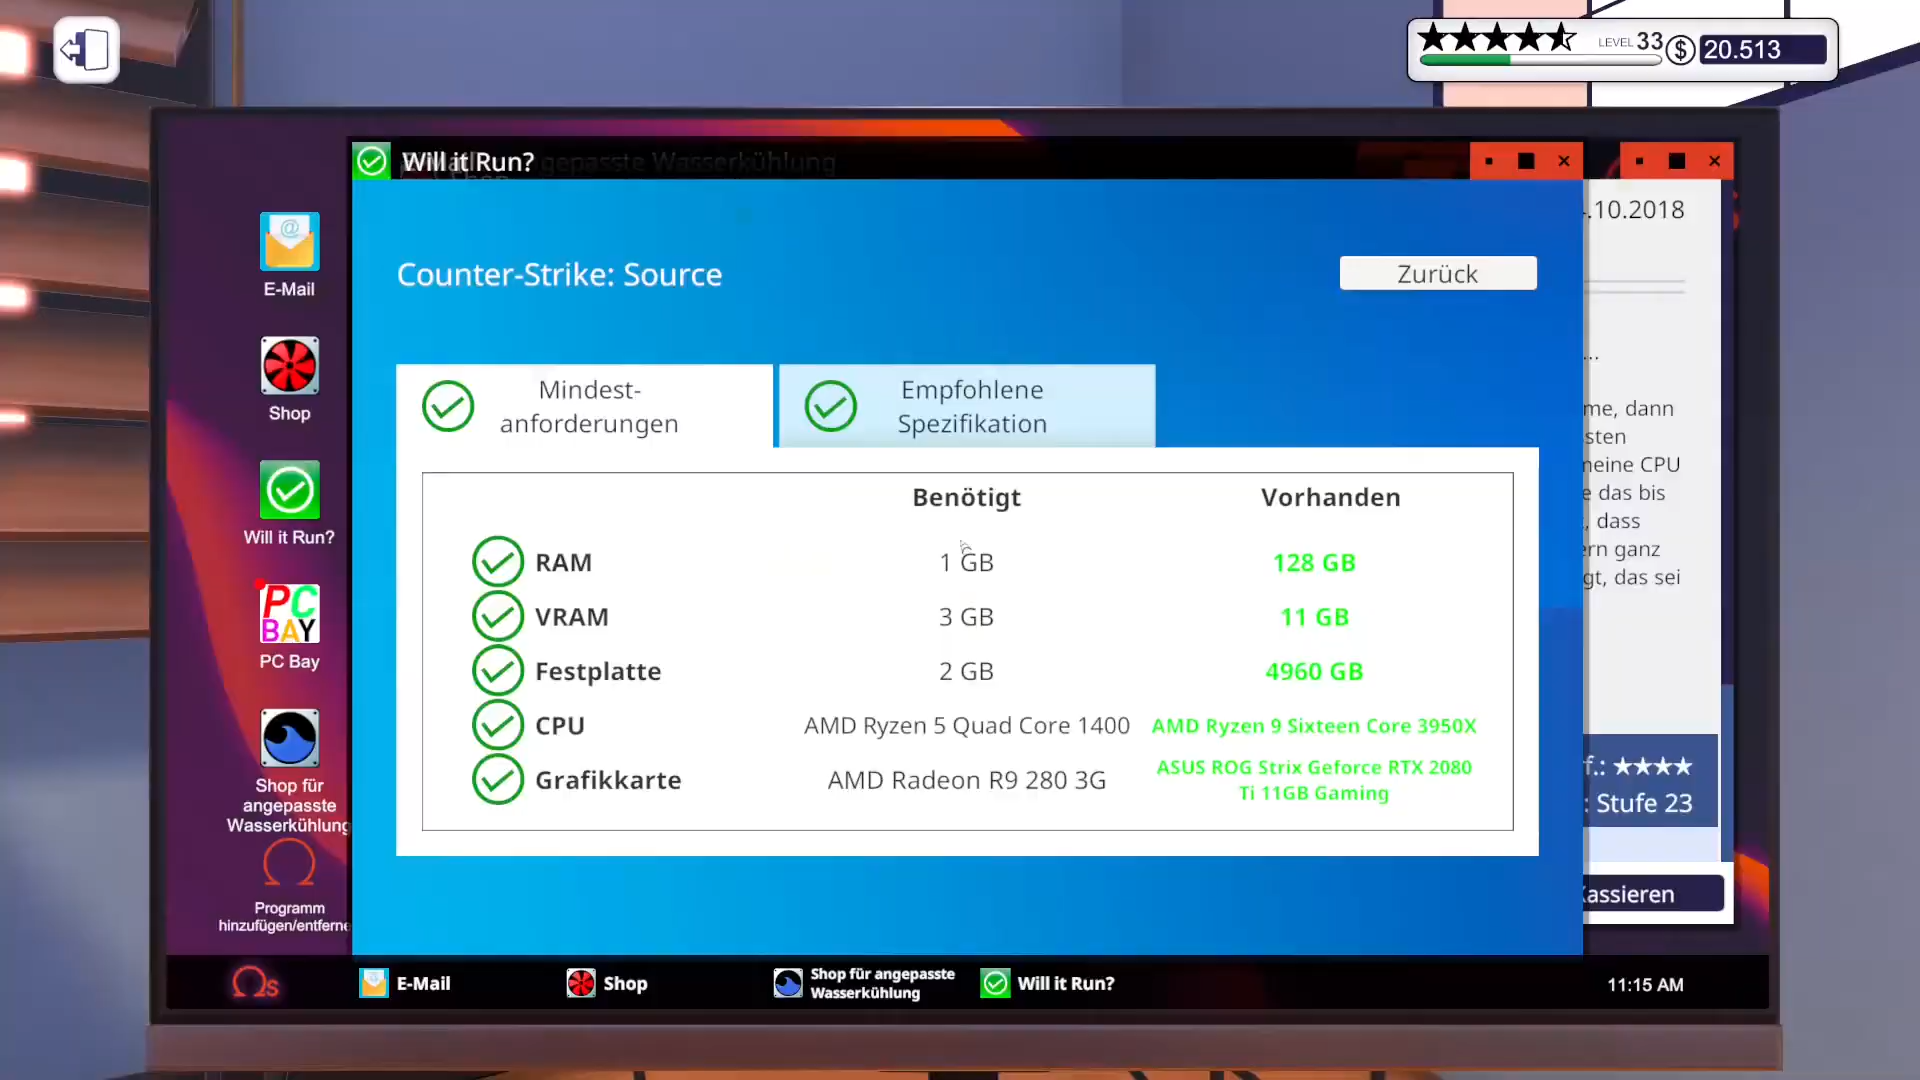 LEVEL 33
$ 20.513
Will it Run?
angepasste Wasserkühlung
.10.2018
Counter-Strike: Source
Zurück
Mindest-
anforderungen
Empfohlene
Spezifikation
Benötigt
Vorhanden
RAM
1 GB
128 GB
VRAM
3 GB
11 GB
Festplatte
2 GB
4960 GB
CPU
AMD Ryzen 5 Quad Core 1400
AMD Ryzen 9 Sixteen Core 3950X
Grafikkarte
AMD Radeon R9 280 3G
ASUS ROG Strix Geforce RTX 2080
Ti 11GB Gaming
E-Mail
Shop
Will it Run?
PC
BAY
PC Bay
Shop für
angepasste
Wasserkühlung
Programm
hinzufügen/entferne
...
me, dann
sten
meine CPU
e das bis
, dass
ern ganz
gt, das sei
f.: ★★★★
: Stufe 23
Kassieren
E-Mail
Shop
Shop für angepasste
Wasserkühlung
Will it Run?
11:15 AM